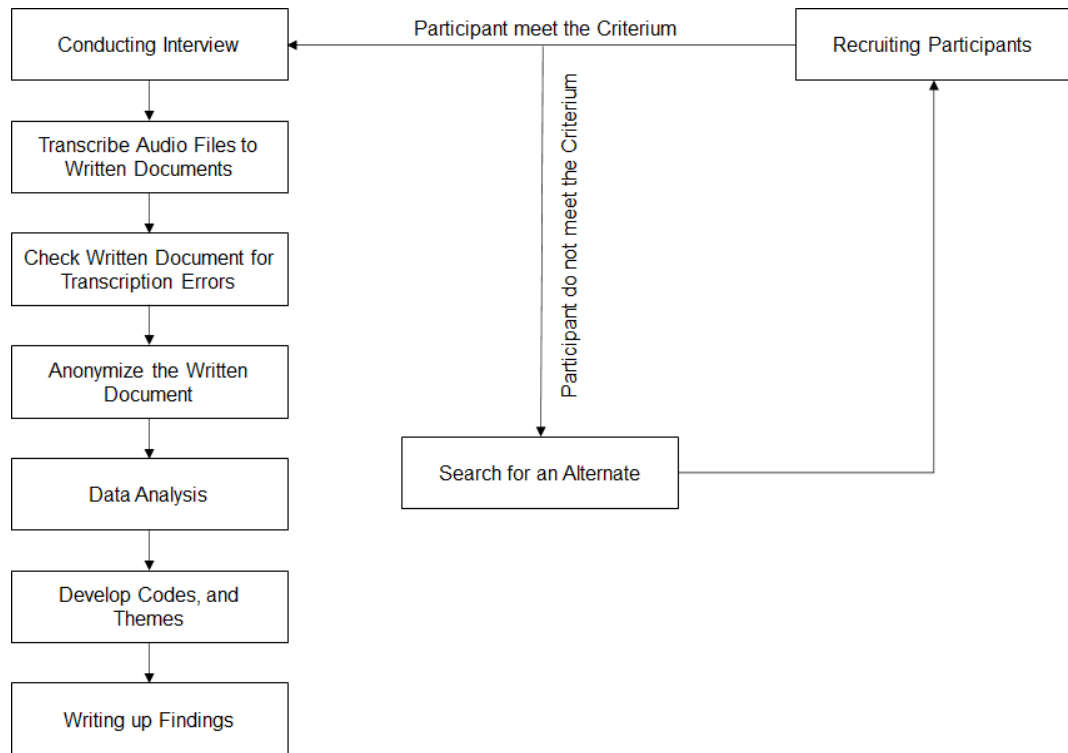 Participant meet the Criterium
Conducting Interview
Recruiting Participants
Participant do not meet the Criterium
Transcribe Audio Files to
Written Documents
Check Written Document for
Transcription Errors
Anonymize the Written
Document
Search for an Alternate
Data Analysis
Develop Codes, and
Themes
Writing up Findings